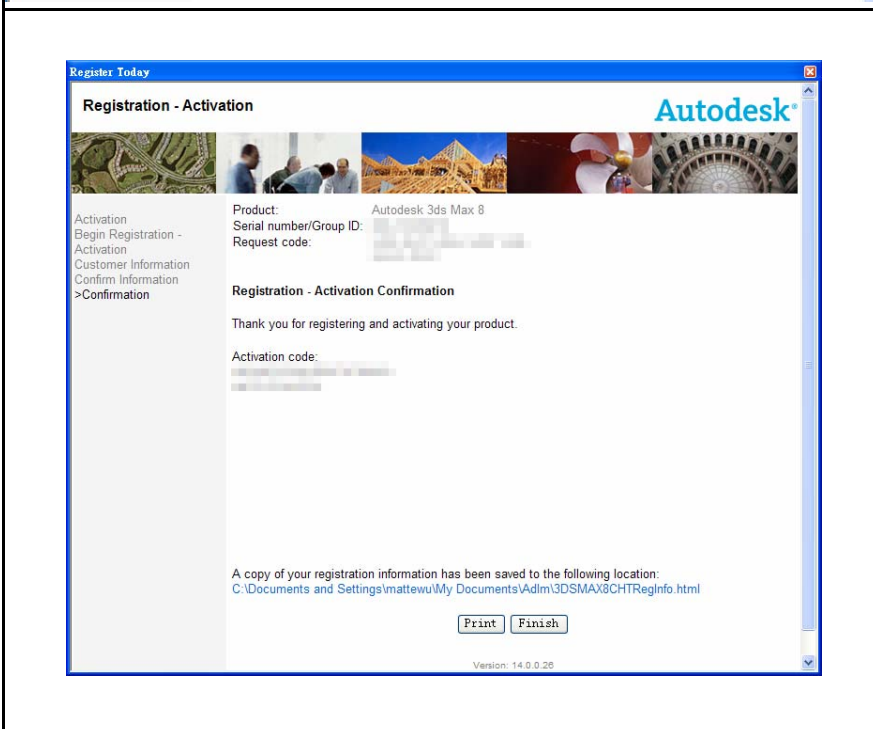 Register Today
Registration - Activation
Autodesk®
Activation
Begin Registration -
Activation
Customer Information
Confirm Information
>Confirmation
Product: Autodesk 3ds Max 8
Serial number/Group ID:
Request code:
Registration - Activation Confirmation
Thank you for registering and activating your product.
Activation code:
A copy of your registration information has been saved to the following location:
C:\Documents and Settings\mattewu\My Documents\Adlm\3DSMAX8CHTRegInfo.html
Print Finish
Version: 14.0.0.26